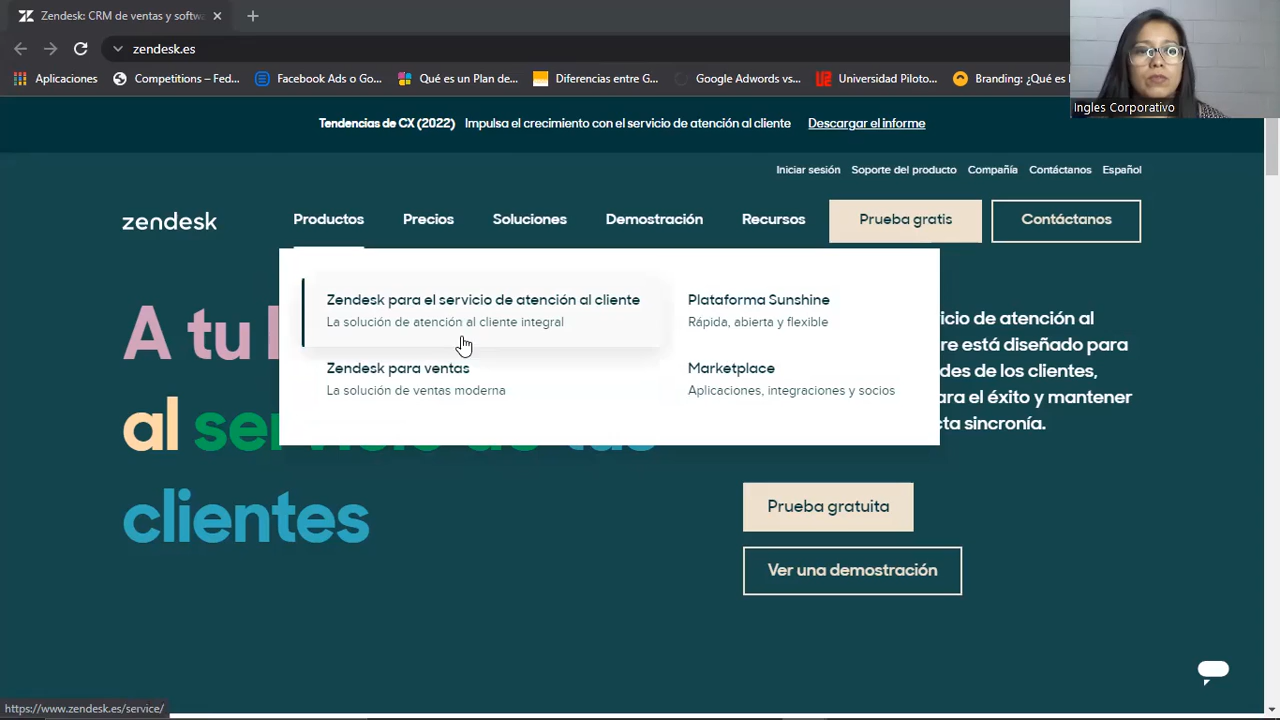 Zendesk: CRM de ventas y softw
zendesk.es
Aplicaciones
Competitions – Fed...
Facebook Ads o Go...
Qué es un Plan de...
Diferencias entre G...
Google Adwords vs...
Universidad Piloto...
Branding: ¿Qué es
Ingles Corporativo
Tendencias de CX (2022) Impulsa el crecimiento con el servicio de atención al cliente Descargar el informe
Iniciar sesión Soporte del producto Compañía Contáctanos Español
zendesk
Productos Precios Soluciones Demostración Recursos Prueba gratis Contáctanos
Zendesk para el servicio de atención al cliente
La solución de atención al cliente integral
Plataforma Sunshine
Rápida, abierta y flexible
Zendesk para ventas
La solución de ventas moderna
Marketplace
Aplicaciones, integraciones y socios
A tu
al
clientes
icio de atención al
re está diseñado para
des de los clientes,
ara el éxito y mantener
cta sincronía.
Prueba gratuita
Ver una demostración
https://www.zendesk.es/service/